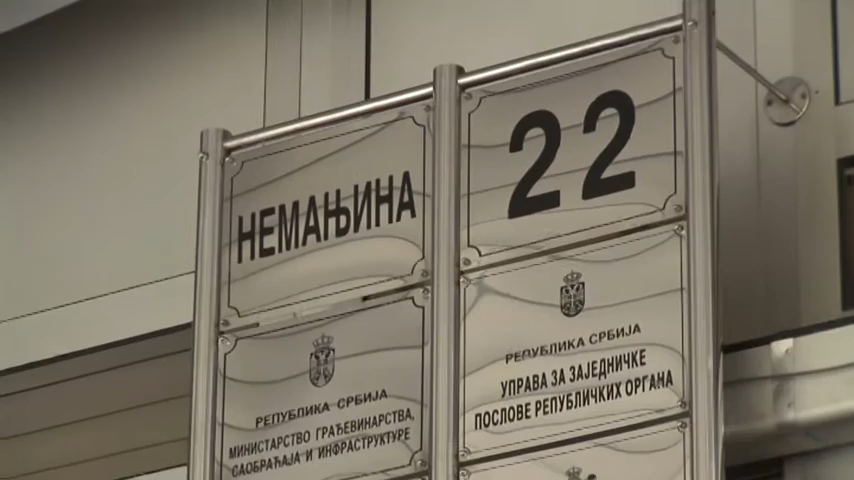 НЕМАЊИНА
22
РЕПУБЛИКА СРБИЈА
МИНИСТАРСТВО ГРАЂЕВИНАРСТВА,
САОБРАЋАЈА И ИНФРАСТРУКТУРЕ
РЕПУБЛИКА СРБИЈА
УПРАВА ЗА ЗАЈЕДНИЧКЕ
ПОСЛОВЕ РЕПУБЛИЧКИХ ОРГАНА